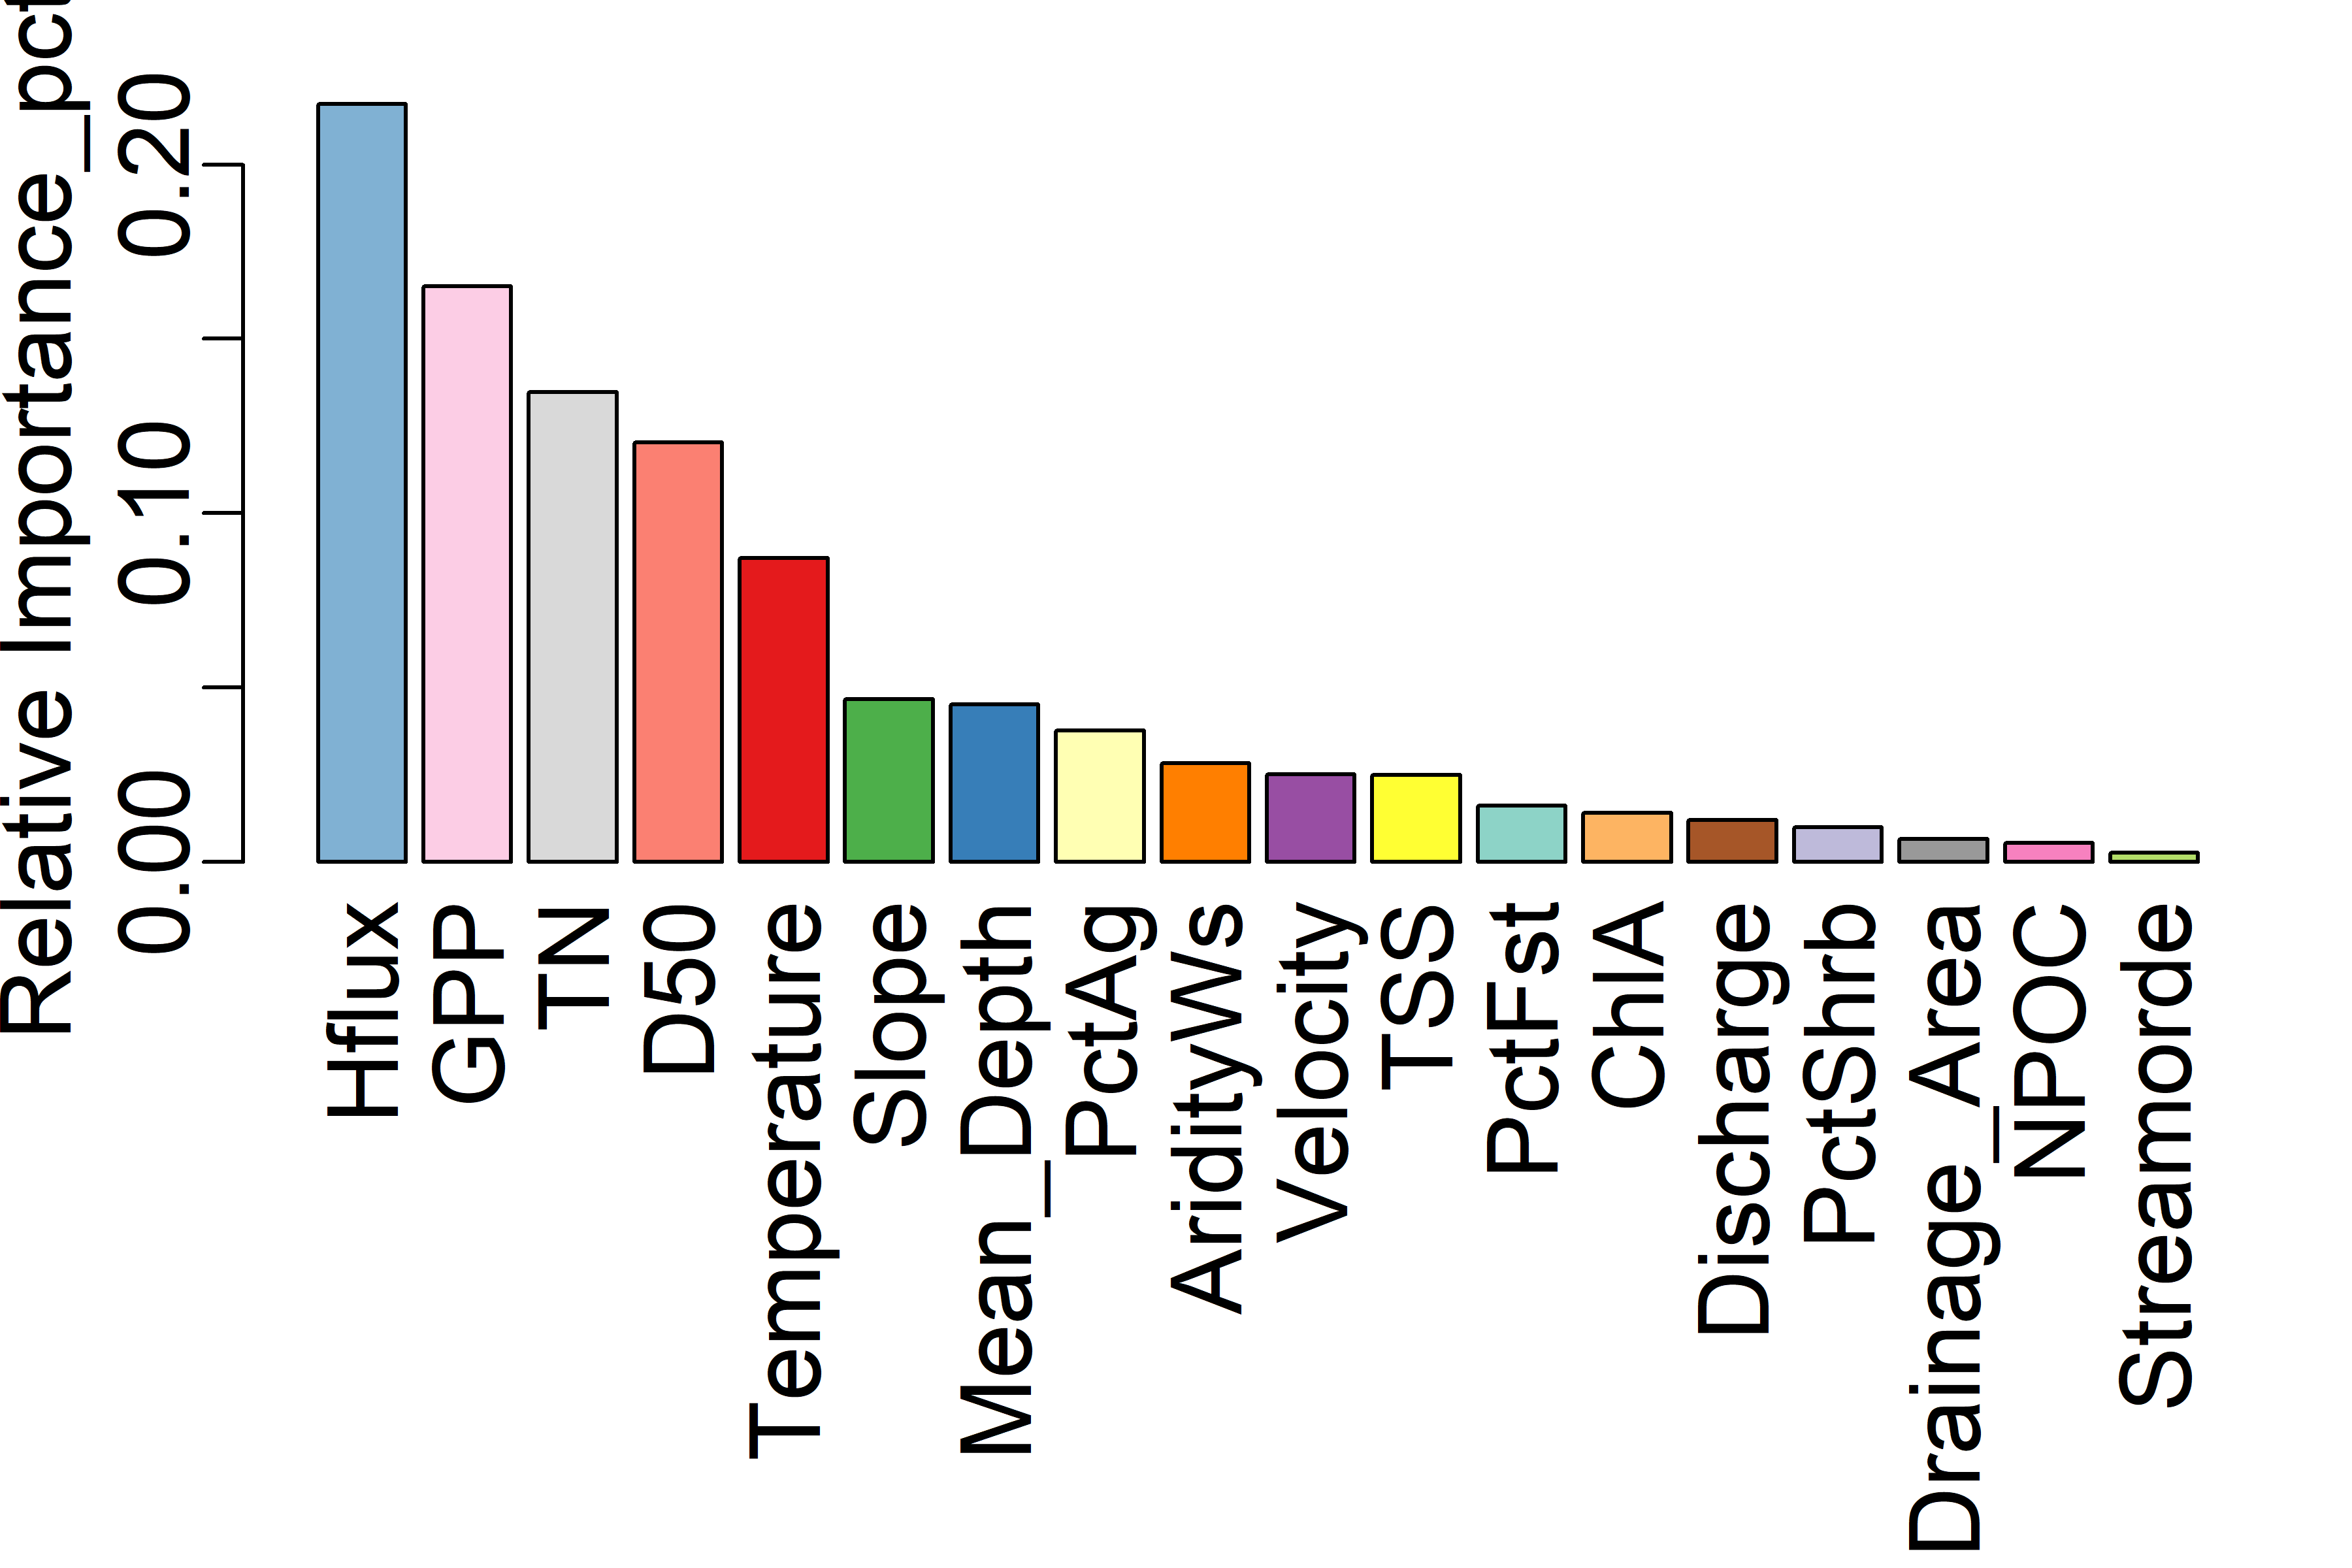 Relative Importance_pct
0.20
0.10
0.00
Hflux
GPP
TN
D50
Temperature
Slope
Mean_Depth
PctAg
AridityWs
Velocity
TSS
PctFst
ChlA
Discharge
PctShrb
Drainage_Area
NPOC
Streamorde